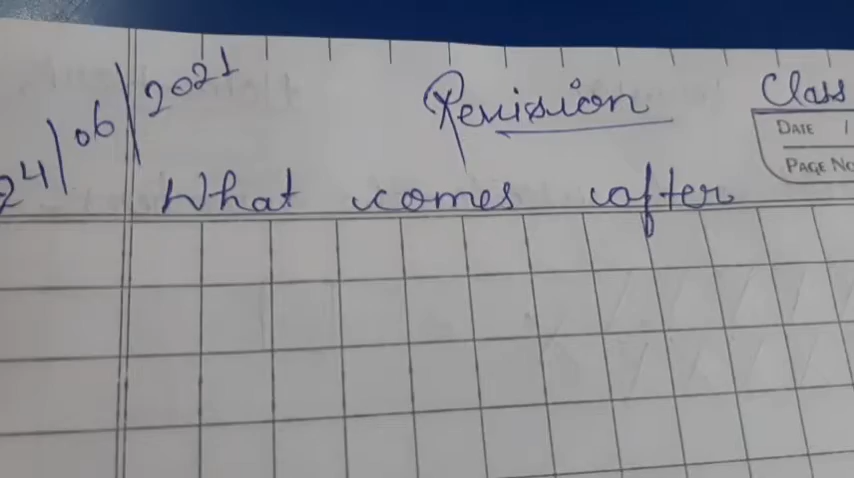 24/06/2021
Revision
Class
DATE /
PAGE NO
What comes after